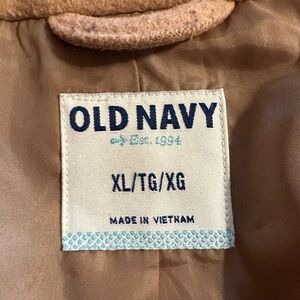 OLD NAVY
Est. 1994
XL/TG/XG
MADE IN VIETNAM